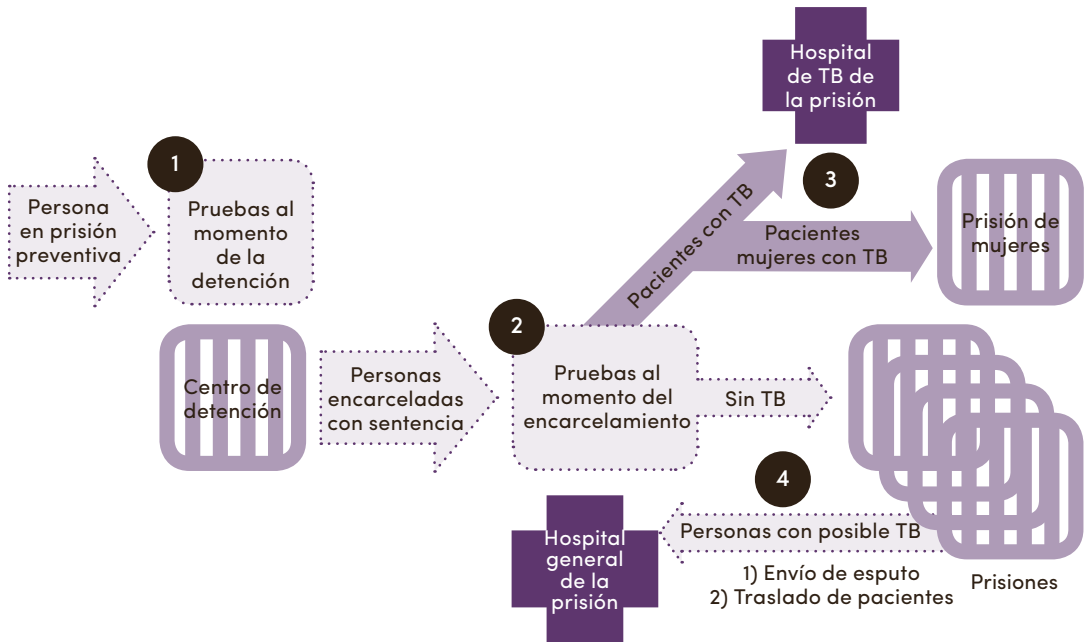 Hospital
de TB de
la prisión
1
Persona
en prisión
preventiva
Pruebas al
momento
de la
detención
Pacientes con TB
3
Pacientes
mujeres con TB
Prisión de
mujeres
Centro de
detención
Personas
encarceladas
con sentencia
2
Pruebas al
momento del
encarcelamiento
Sin TB
4
Personas con posible TB
1) Envío de esputo
2) Traslado de pacientes
Prisiones
Hospital
general
de la
prisión